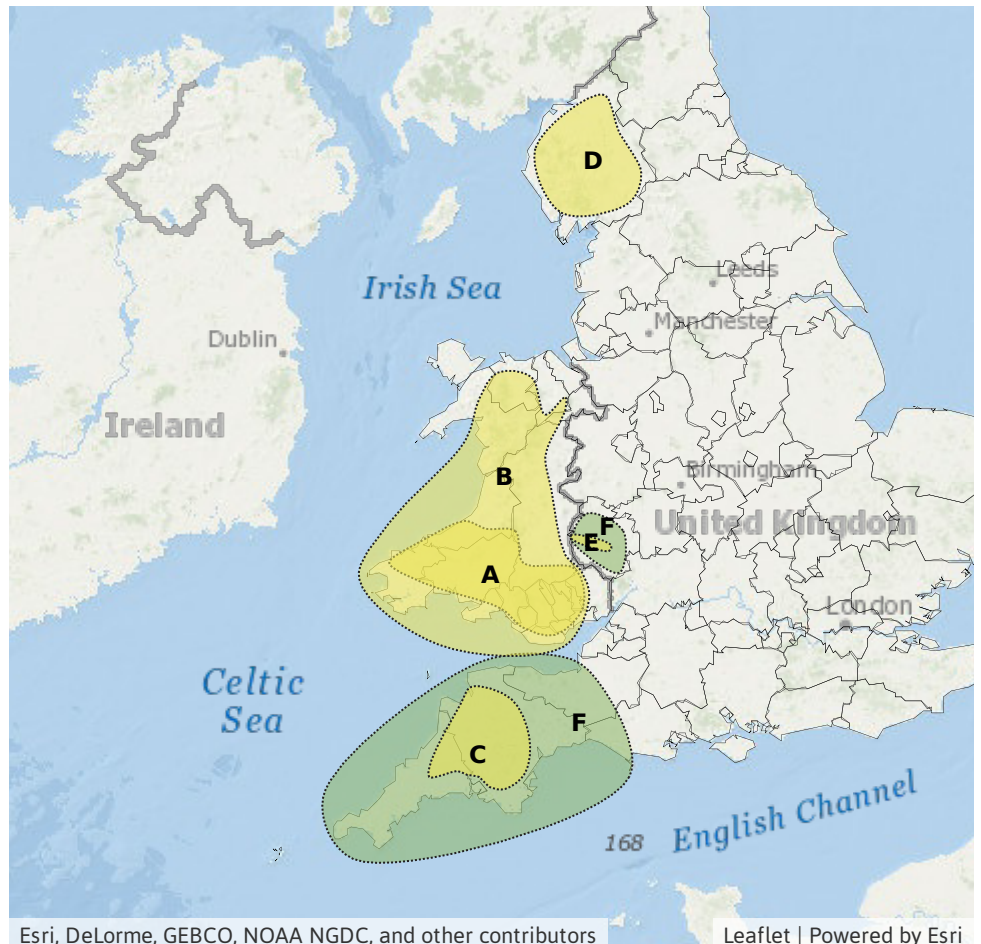 D
Leeds
Irish Sea
Manchester
Dublin
Ireland
B
Birmingham
F
United Kingdom
E
A
London
Celtic
Sea
F
C
English Channel
168
Esri, DeLorme, GEBCO, NOAA NGDC, and other contributors
Leaflet | Powered by Esri